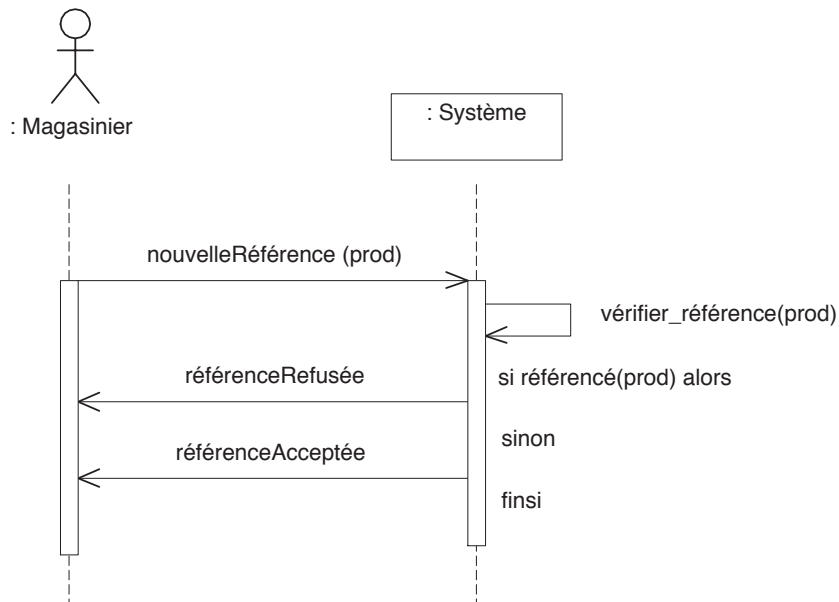 : Magasinier
: Système
nouvelleRéférence (prod)
vérifier_référence(prod)
référenceRefusée
si référencé(prod) alors
sinon
référenceAcceptée
finsi